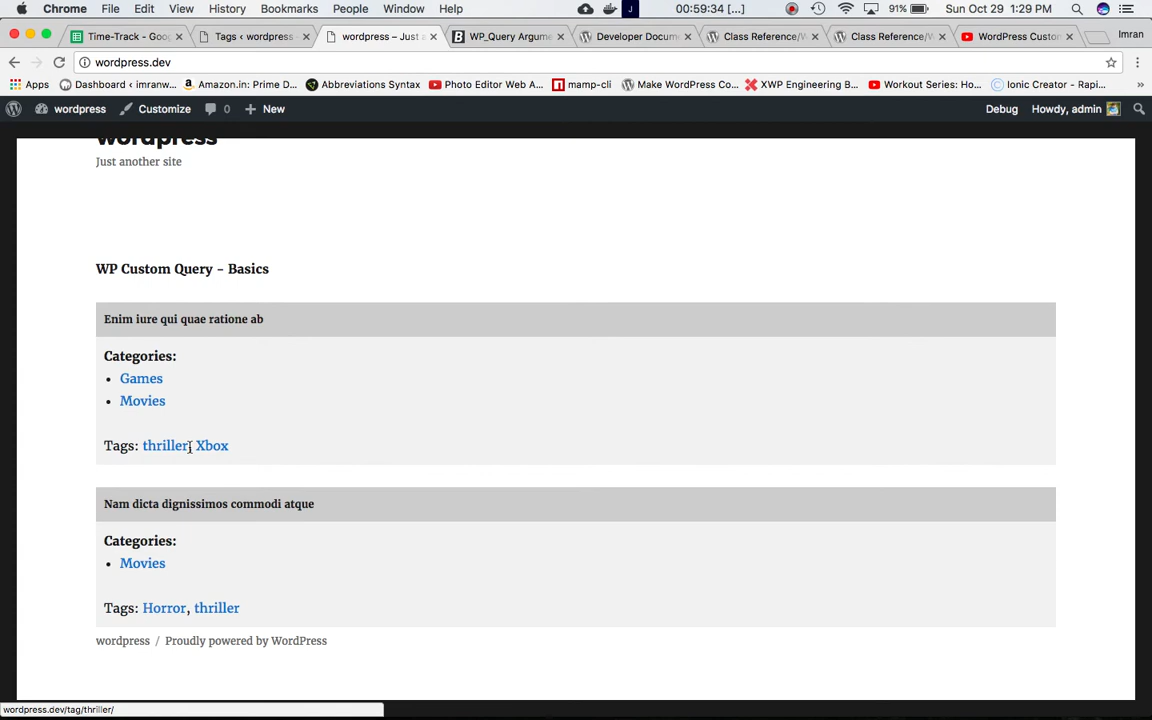 Chrome File Edit View History Bookmarks People Window Help 00:59:34 [...] 91% Sun Oct 29 1:29 PM
Time-Track - Goo Tags ‹ wordpress wordpress – Just a WP_Query Argume Developer Docum Class Reference/W Class Reference/W WordPress Custom Imran
wordpress.dev
Apps Dashboard ‹ imranw... Amazon.in: Prime D... Abbreviations Syntax Photo Editor Web A... mamp-cli Make WordPress Co... XWP Engineering B... Workout Series: Ho... Ionic Creator - Rapi... »
wordpress Customize 0 New Debug Howdy, admin
wordpress
Just another site
WP Custom Query - Basics
Enim iure qui quae ratione ab
Categories:
• Games
• Movies
Tags: thriller, Xbox
Nam dicta dignissimos commodi atque
Categories:
• Movies
Tags: Horror, thriller
wordpress / Proudly powered by WordPress
wordpress.dev/tag/thriller/